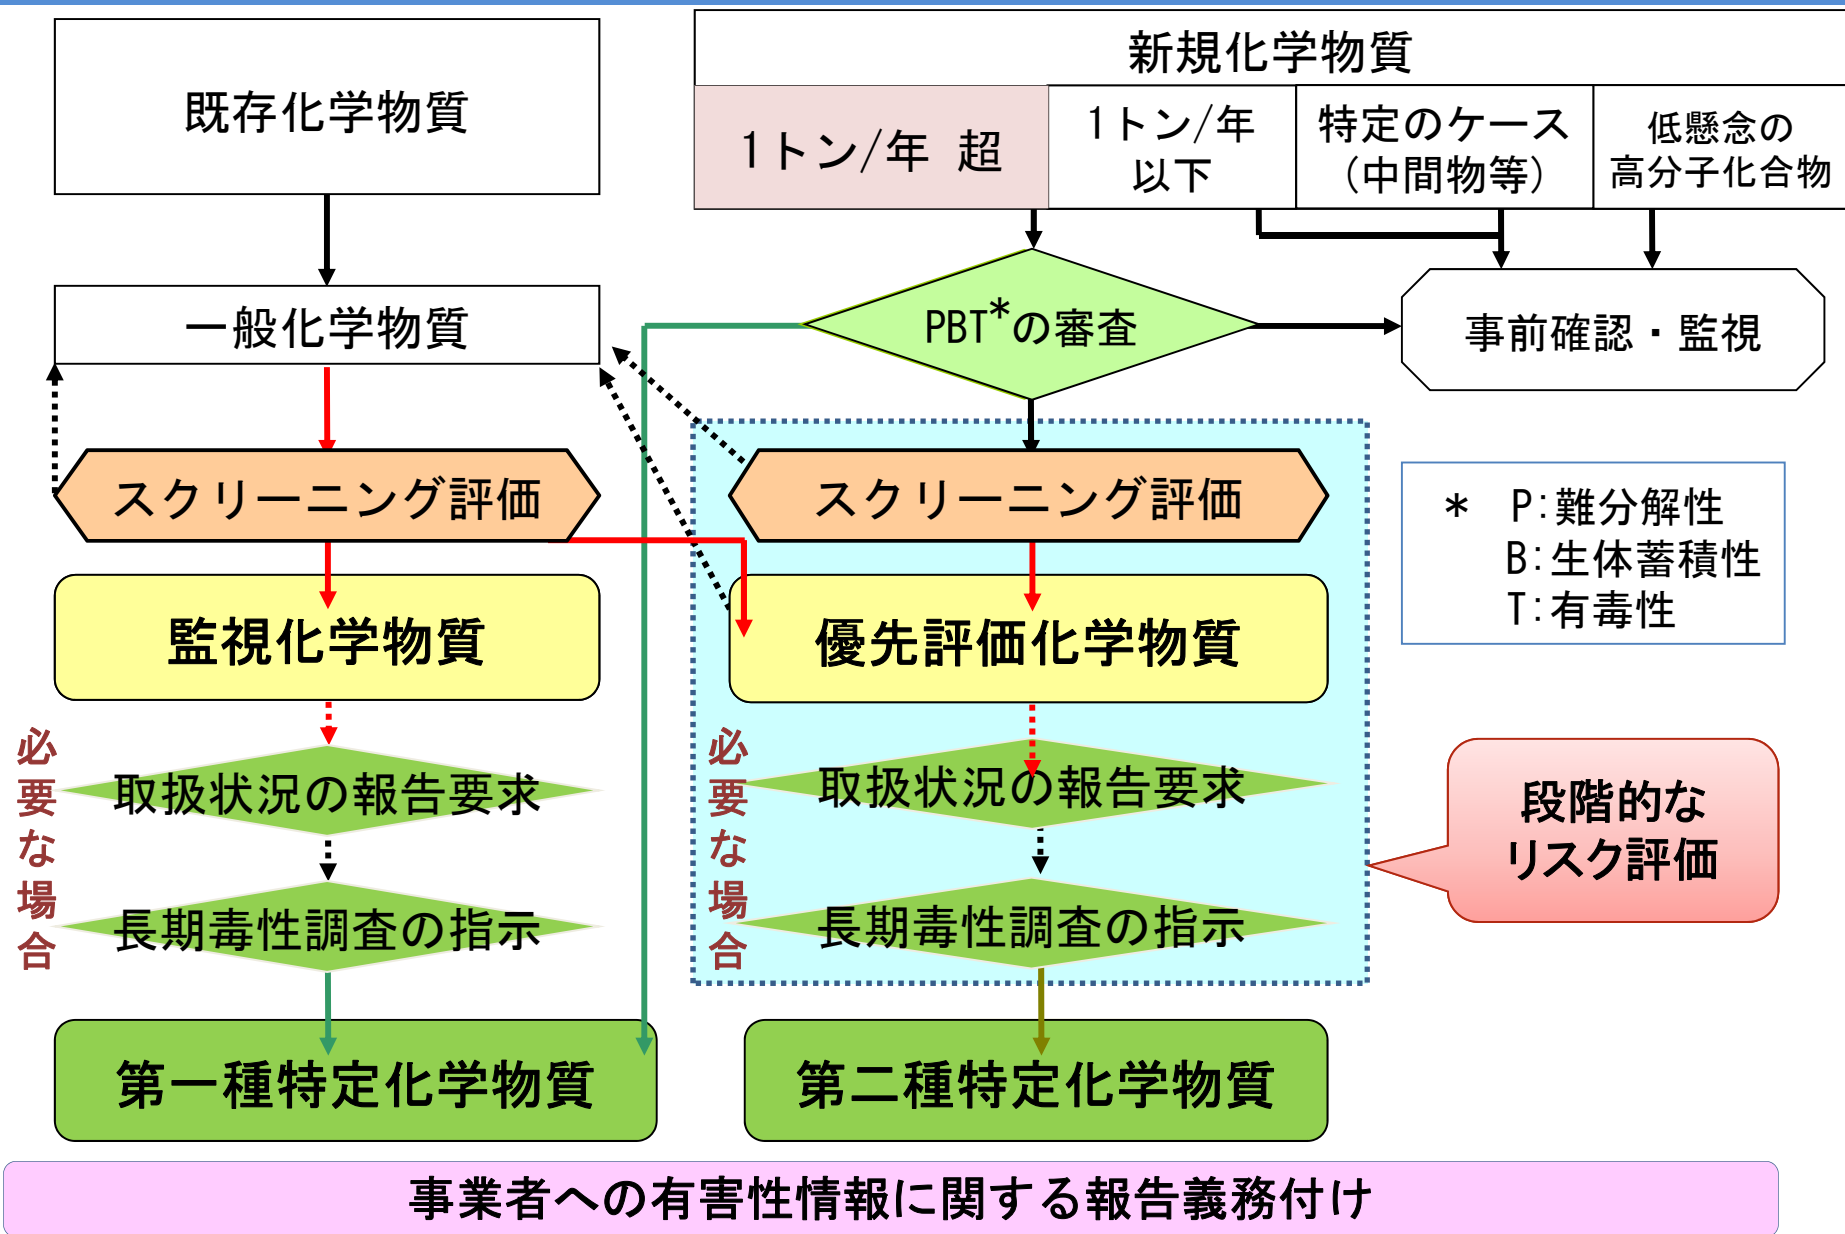 既存化学物質
新規化学物質
1トン/年 超
1トン/年
以下
特定のケース
(中間物等)
低懸念の
高分子化合物
一般化学物質
PBT*の審査
事前確認・監視
スクリーニング評価
スクリーニング評価
* P:難分解性
B:生体蓄積性
T:有毒性
監視化学物質
優先評価化学物質
必要な場合
取扱状況の報告要求
必要な場合
取扱状況の報告要求
段階的な
リスク評価
長期毒性調査の指示
長期毒性調査の指示
第一種特定化学物質
第二種特定化学物質
事業者への有害性情報に関する報告義務付け